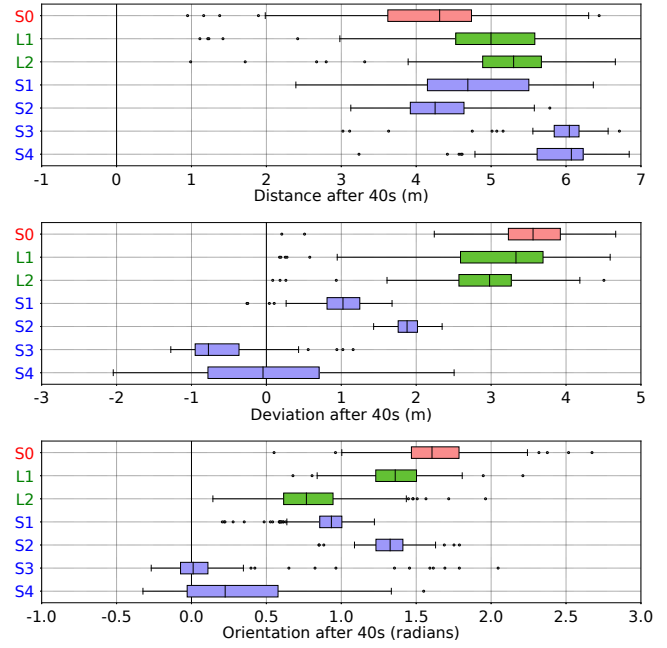 S0
L1
L2
S1
S2
S3
S4
-1 0 1 2 3 4 5 6 7
Distance after 40s (m)
S0
L1
L2
S1
S2
S3
S4
-3 -2 -1 0 1 2 3 4 5
Deviation after 40s (m)
S0
L1
L2
S1
S2
S3
S4
-1.0 -0.5 0.0 0.5 1.0 1.5 2.0 2.5 3.0
Orientation after 40s (radians)